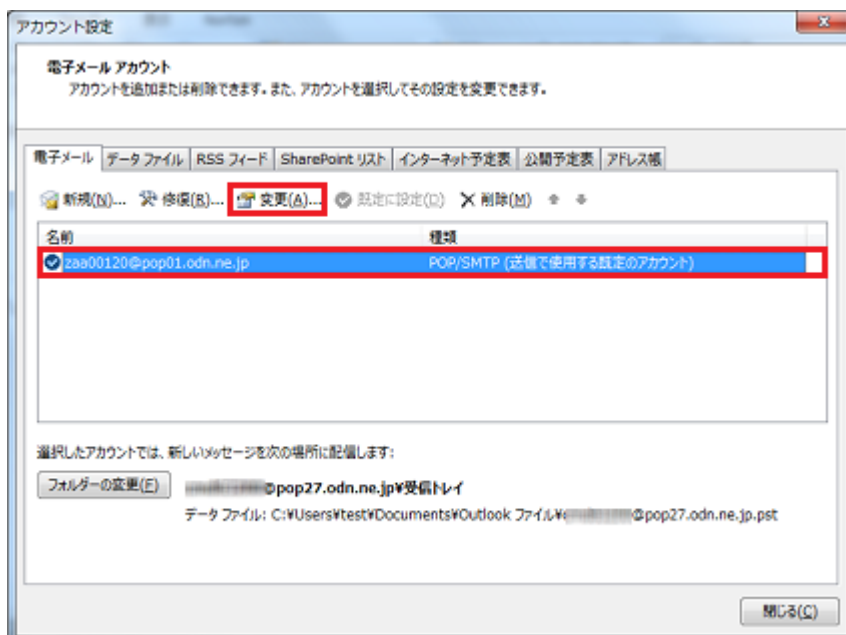 アカウント設定
電子メール アカウント
アカウントを追加または削除できます。また、アカウントを選択してその設定を変更できます。
電子メール データ ファイル RSS フィード SharePoint リスト インターネット予定表 公開予定表 アドレス帳
新規(N)... 修復(R)... 変更(A)... 既定に設定(D) 削除(M)
名前 種類
zaa00120@pop01.odn.ne.jp POP/SMTP (送信で使用する既定のアカウント)
選択したアカウントでは、新しいメッセージを次の場所に配信します:
フォルダーの変更(F) @pop27.odn.ne.jp¥受信トレイ
データ ファイル: C:¥Users¥test¥Documents¥Outlook ファイル¥ @pop27.odn.ne.jp.pst
閉じる(C)